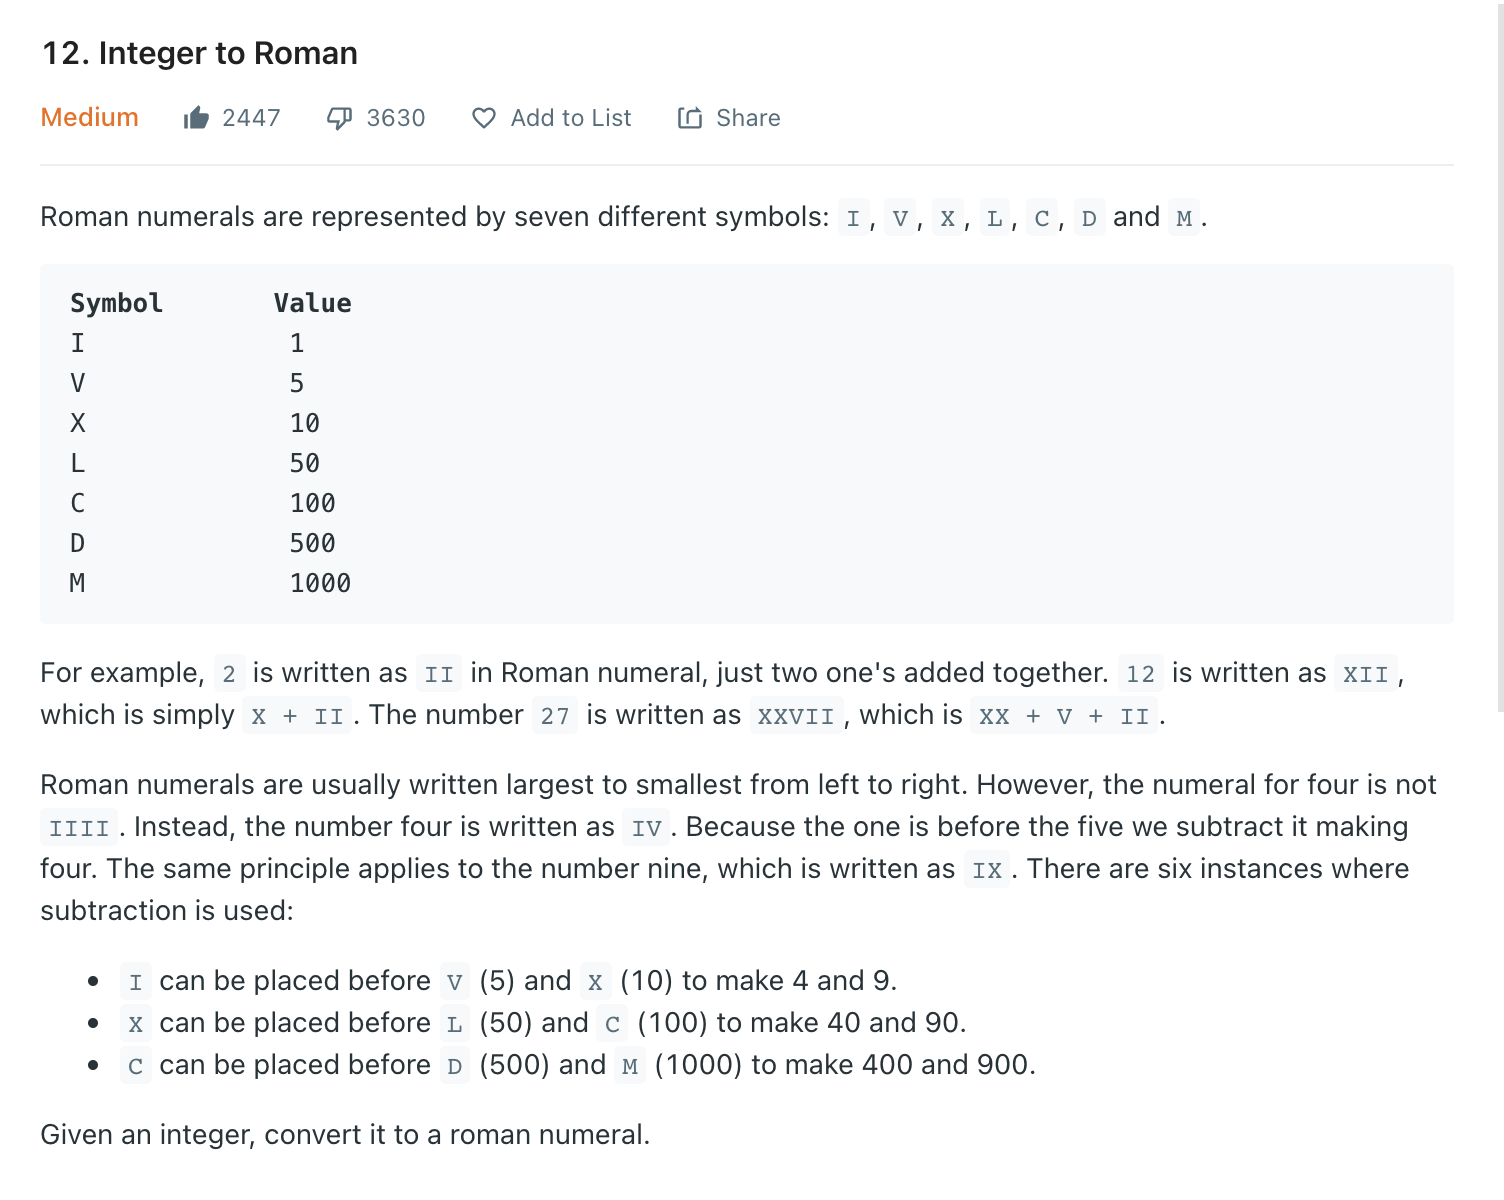 12. Integer to Roman
Medium 2447 3630 Add to List Share
Roman numerals are represented by seven different symbols: I, V, X, L, C, D and M.
Symbol Value
I 1
V 5
X 10
L 50
C 100
D 500
M 1000
For example, 2 is written as II in Roman numeral, just two one's added together. 12 is written as XII,
which is simply X + II. The number 27 is written as XXVII, which is XX + V + II.
Roman numerals are usually written largest to smallest from left to right. However, the numeral for four is not
IIII. Instead, the number four is written as IV. Because the one is before the five we subtract it making
four. The same principle applies to the number nine, which is written as IX. There are six instances where
subtraction is used:
• I can be placed before V (5) and X (10) to make 4 and 9.
• X can be placed before L (50) and C (100) to make 40 and 90.
• C can be placed before D (500) and M (1000) to make 400 and 900.
Given an integer, convert it to a roman numeral.